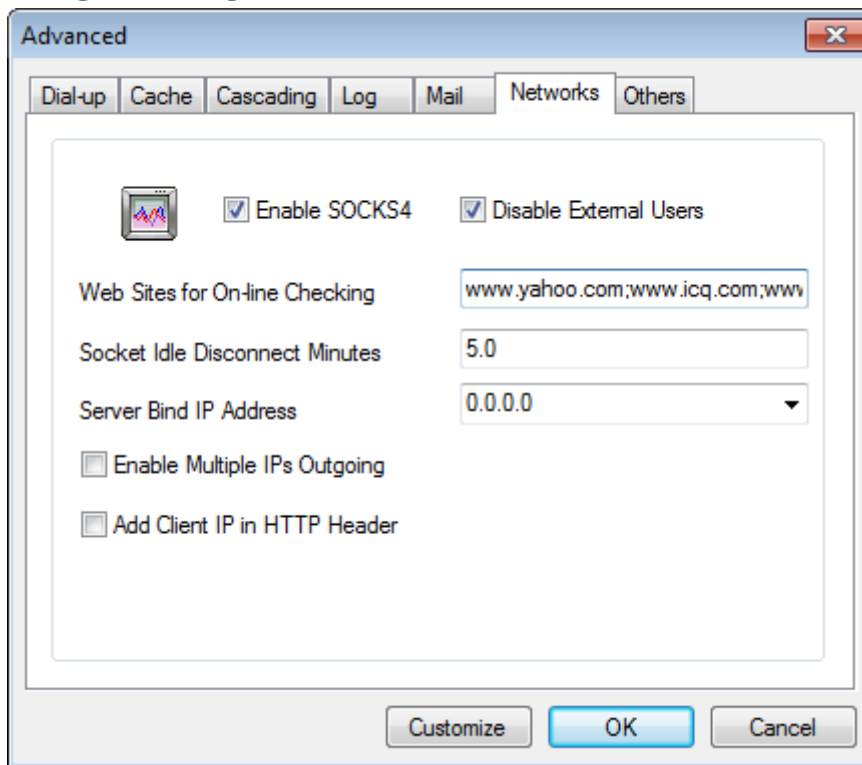 Advanced
Dial-up Cache Cascading Log Mail Networks Others
Enable SOCKS4 Disable External Users
Web Sites for On-line Checking www.yahoo.com;www.icq.com;www
Socket Idle Disconnect Minutes 5.0
Server Bind IP Address 0.0.0.0
Enable Multiple IPs Outgoing
Add Client IP in HTTP Header
Customize OK Cancel